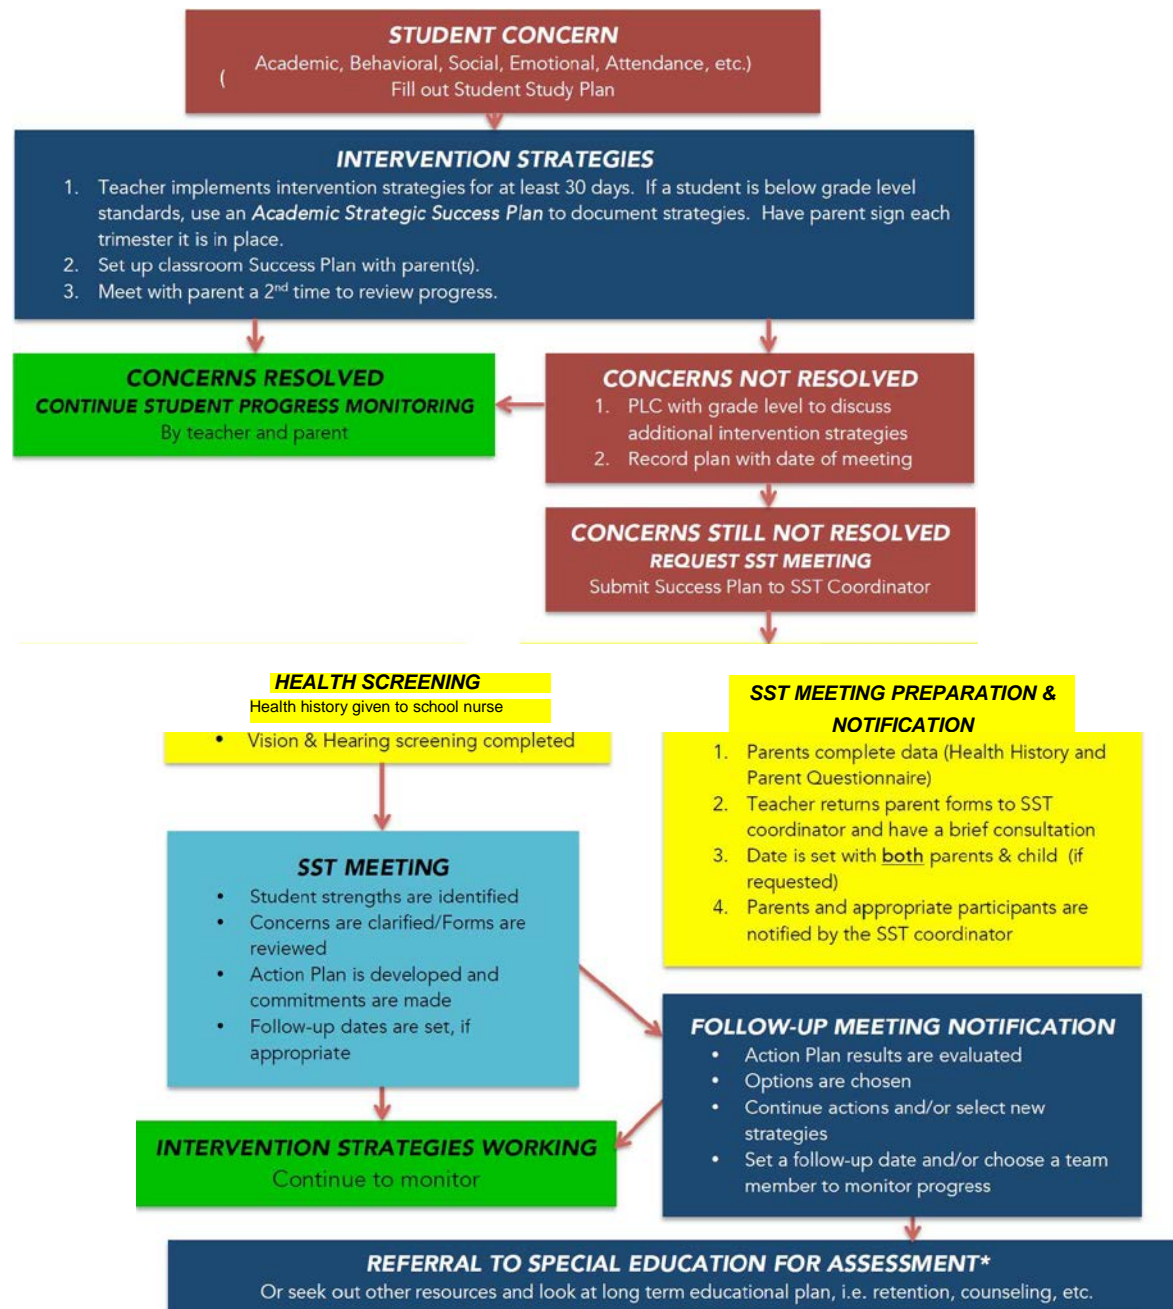 STUDENT CONCERN
( Academic, Behavioral, Social, Emotional, Attendance, etc.)
Fill out Student Study Plan
INTERVENTION STRATEGIES
1. Teacher implements intervention strategies for at least 30 days. If a student is below grade level
standards, use an Academic Strategic Success Plan to document strategies. Have parent sign each
trimester it is in place.
2. Set up classroom Success Plan with parent(s).
3. Meet with parent a 2nd time to review progress.
CONCERNS RESOLVED
CONTINUE STUDENT PROGRESS MONITORING
By teacher and parent
CONCERNS NOT RESOLVED
1. PLC with grade level to discuss
additional intervention strategies
2. Record plan with date of meeting
CONCERNS STILL NOT RESOLVED
REQUEST SST MEETING
Submit Success Plan to SST Coordinator
HEALTH SCREENING
Health history given to school nurse
• Vision & Hearing screening completed
SST MEETING PREPARATION &
NOTIFICATION
1. Parents complete data (Health History and
Parent Questionnaire)
2. Teacher returns parent forms to SST
coordinator and have a brief consultation
3. Date is set with both parents & child (if
requested)
4. Parents and appropriate participants are
notified by the SST coordinator
SST MEETING
• Student strengths are identified
• Concerns are clarified/Forms are
reviewed
• Action Plan is developed and
commitments are made
• Follow-up dates are set, if
appropriate
FOLLOW-UP MEETING NOTIFICATION
• Action Plan results are evaluated
• Options are chosen
• Continue actions and/or select new
strategies
• Set a follow-up date and/or choose a team
member to monitor progress
INTERVENTION STRATEGIES WORKING
Continue to monitor
REFERRAL TO SPECIAL EDUCATION FOR ASSESSMENT*
Or seek out other resources and look at long term educational plan, i.e. retention, counseling, etc.